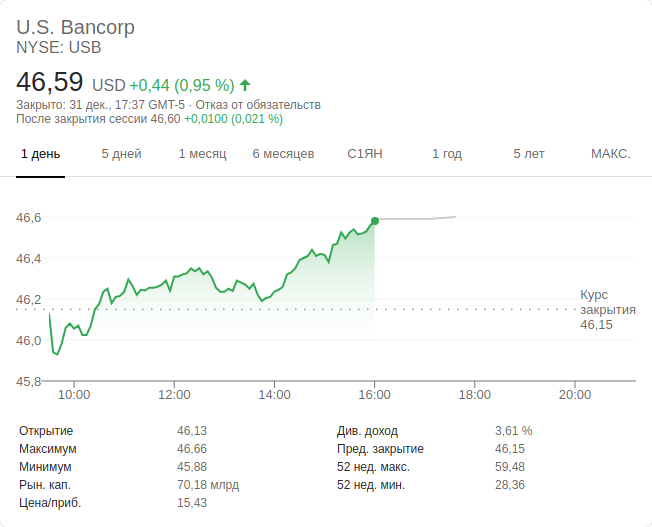 U.S. Bancorp
NYSE: USB
46,59 USD +0,44 (0,95 %)
Закрыто: 31 дек., 17:37 GMT-5 · Отказ от обязательств
После закрытия сессии 46,60 +0,0100 (0,021 %)
1 день 5 дней 1 месяц 6 месяцев С1ЯН 1 год 5 лет МАКС.
46,6
46,4
46,2
46,0
45,8
Курс
закрытия
46,15
10:00 12:00 14:00 16:00 18:00 20:00
Открытие 46,13 Див. доход 3,61 %
Максимум 46,66 Пред. закрытие 46,15
Минимум 45,88 52 нед. макс. 59,48
Рын. кап. 70,18 млрд 52 нед. мин. 28,36
Цена/приб. 15,43